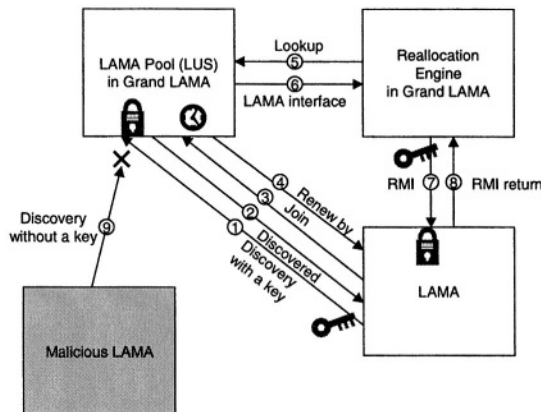 LAMA Pool (LUS)
in Grand LAMA
Lookup
5
6
LAMA interface
Reallocation
Engine
in Grand LAMA
RMI
7
8
RMI return
4
Renew by
3
Join
2
Discovered
1
Discovery
with a key
9
Discovery
without a key
LAMA
Malicious LAMA